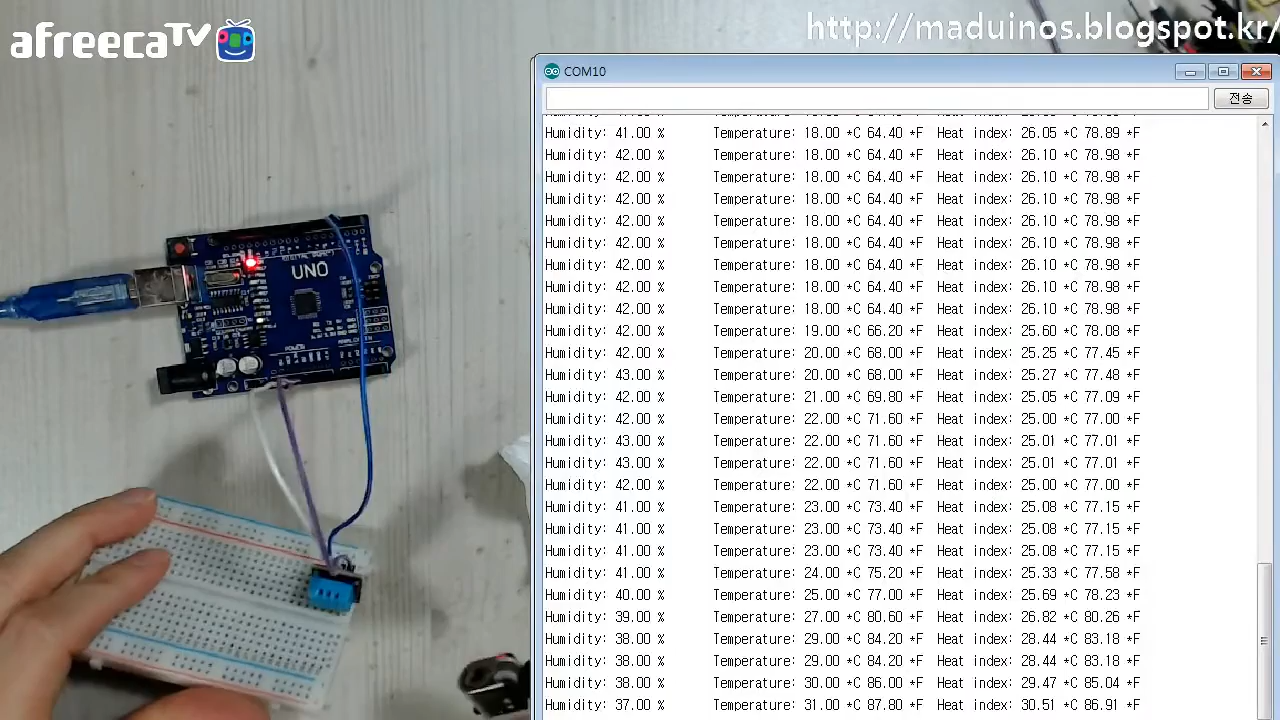 afreecaTV
http://maduinos.blogspot.kr/
COM10
전송
Humidity: 41.00 % Temperature: 18.00 *C 64.40 *F Heat index: 26.05 *C 78.89 *F
Humidity: 42.00 % Temperature: 18.00 *C 64.40 *F Heat index: 26.10 *C 78.98 *F
Humidity: 42.00 % Temperature: 18.00 *C 64.40 *F Heat index: 26.10 *C 78.98 *F
Humidity: 42.00 % Temperature: 18.00 *C 64.40 *F Heat index: 26.10 *C 78.98 *F
Humidity: 42.00 % Temperature: 18.00 *C 64.40 *F Heat index: 26.10 *C 78.98 *F
Humidity: 42.00 % Temperature: 18.00 *C 64.40 *F Heat index: 26.10 *C 78.98 *F
Humidity: 42.00 % Temperature: 18.00 *C 64.40 *F Heat index: 26.10 *C 78.98 *F
Humidity: 42.00 % Temperature: 18.00 *C 64.40 *F Heat index: 26.10 *C 78.98 *F
Humidity: 42.00 % Temperature: 18.00 *C 64.40 *F Heat index: 26.10 *C 78.98 *F
Humidity: Temperature: Heat index:
Humidity: 41.00 % Temperature: 20.00 *C 68.00 *F Heat index: 25. *C 77.45 *F
Humidity: 43.00 % Temperature: 20.00 *C 68.00 *F Heat index: 25. *C 77.48 *F
Humidity: 42.00 % Temperature: 21.00 *C 69.80 *F Heat index: 25.05 *C 77.09 *F
Humidity: 42.00 % Temperature: 22.00 *C 71.60 *F Heat index: 25.00 *C 77.00 *F
Humidity: 43.00 % Temperature: 22.00 *C 71.60 *F Heat index: 25.01 *C 77.01 *F
Humidity: 43.00 % Temperature: 22.00 *C 71.60 *F Heat index: 25.01 *C 77.01 *F
Humidity: 42.00 % Temperature: 22.00 *C 71.60 *F Heat index: 25.00 *C 77.00 *F
Humidity: 41.00 % Temperature: 23.00 *C 73.40 *F Heat index: 25.08 *C 77.15 *F
Humidity: 41.00 % Temperature: 23.00 *C 73.40 *F Heat index: 25.08 *C 77.15 *F
Humidity: 41.00 % Temperature: 23.00 *C 73.40 *F Heat index: 25.08 *C 77.15 *F
Humidity: 41.00 % Temperature: 24.00 *C 75.20 *F Heat index: 25.32 *C 77.58 *F
Humidity: 40.00 % Temperature: 25.00 *C 77.00 *F Heat index: 25.69 *C 78.23 *F
Humidity: 39.00 % Temperature: 27.00 *C 80.60 *F Heat index: 26.82 *C 80.26 *F
Humidity: 38.00 % Temperature: 29.00 *C 84.20 *F Heat index: 28.44 *C 83.18 *F
Humidity: 38.00 % Temperature: 29.00 *C 84.20 *F Heat index: 28.44 *C 83.18 *F
Humidity: 38.00 % Temperature: 30.00 *C 86.00 *F Heat index: 29.47 *C 85.04 *F
Humidity: 37.00 % Temperature: 31.00 *C 87.80 *F Heat index: 30.51 *C 86.91 *F
UNO